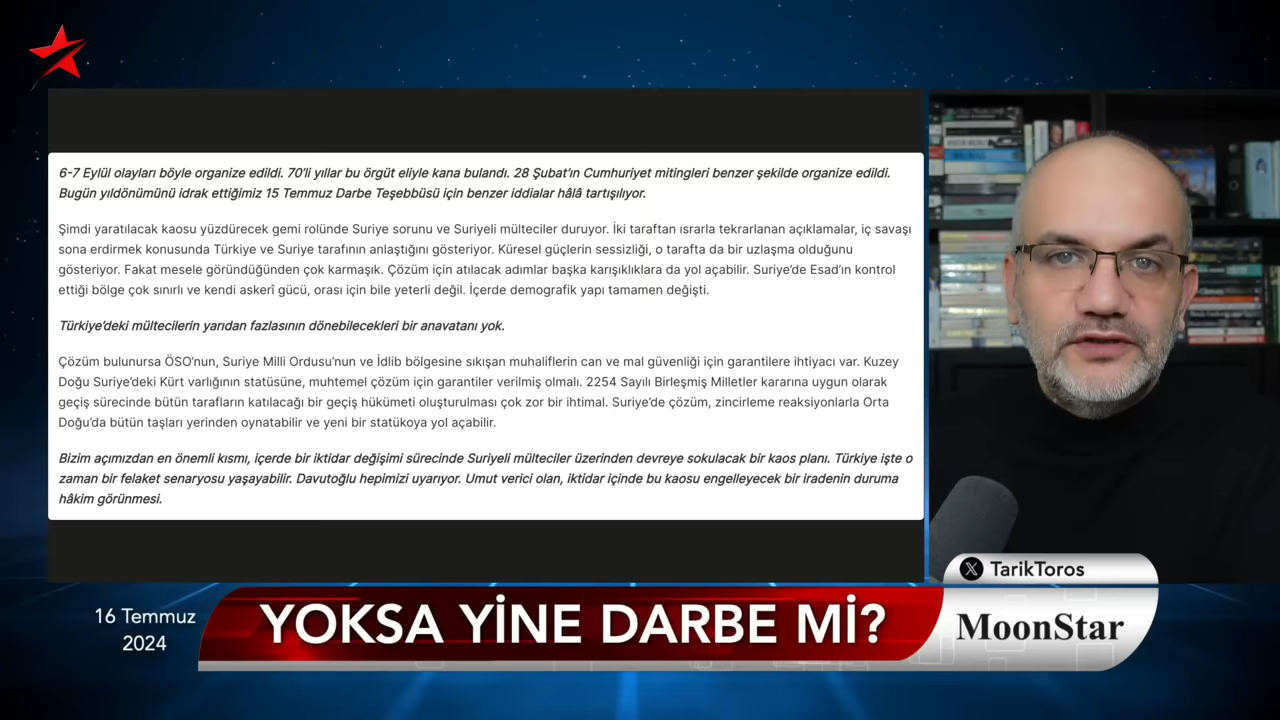 6-7 Eylül olayları böyle organize edildi. 70'li yıllar bu örgüt eliyle kana bulandı. 28 Şubat'ın Cumhuriyet mitingleri benzer şekilde organize edildi.
Bugün yıldönümünü idrak ettiğimiz 15 Temmuz Darbe Teşebbüsü için benzer iddialar hâlâ tartışılıyor.
Şimdi yaratılacak kaosu yüzdürecek gemi rolünde Suriye sorunu ve Suriyeli mülteciler duruyor. İki taraftan ısrarla tekrarlanan açıklamalar, iç savaşı
sona erdirmek konusunda Türkiye ve Suriye tarafının anlaştığını gösteriyor. Küresel güçlerin sessizliği, o tarafta da bir uzlaşma olduğunu
gösteriyor. Fakat mesele göründüğünden çok karmaşık. Çözüm için atılacak adımlar başka karışıklıklara da yol açabilir. Suriye'de Esad'ın kontrol
ettiği bölge çok sınırlı ve kendi askerî gücü, orası için bile yeterli değil. İçerde demografik yapı tamamen değişti.
Türkiye'deki mültecilerin yarıdan fazlasının dönebilecekleri bir anavatanı yok.
Çözüm bulunursa ÖSO'nun, Suriye Milli Ordusu'nun ve İdlib bölgesine sıkışan muhaliflerin can ve mal güvenliği için garantilere ihtiyacı var. Kuzey
Doğu Suriye'deki Kürt varlığının statüsüne, muhtemel çözüm için garantiler verilmiş olmalı. 2254 Sayılı Birleşmiş Milletler kararına uygun olarak
geçiş sürecinde bütün tarafların katılacağı bir geçiş hükümeti oluşturulması çok zor bir ihtimal. Suriye'de çözüm, zincirleme reaksiyonlarla Orta
Doğu'da bütün taşları yerinden oynatabilir ve yeni bir statükoya yol açabilir.
Bizim açımızdan en önemli kısmı, içerde bir iktidar değişimi sürecinde Suriyeli mülteciler üzerinden devreye sokulacak bir kaos planı. Türkiye işte o
zaman bir felaket senaryosu yaşayabilir. Davutoğlu hepimizi uyarıyor. Umut verici olan, iktidar içinde bu kaosu engelleyecek bir iradenin duruma
hâkim görünmesi.
TarikToros
16 Temmuz
2024
YOKSA YİNE DARBE Mİ?
MoonStar